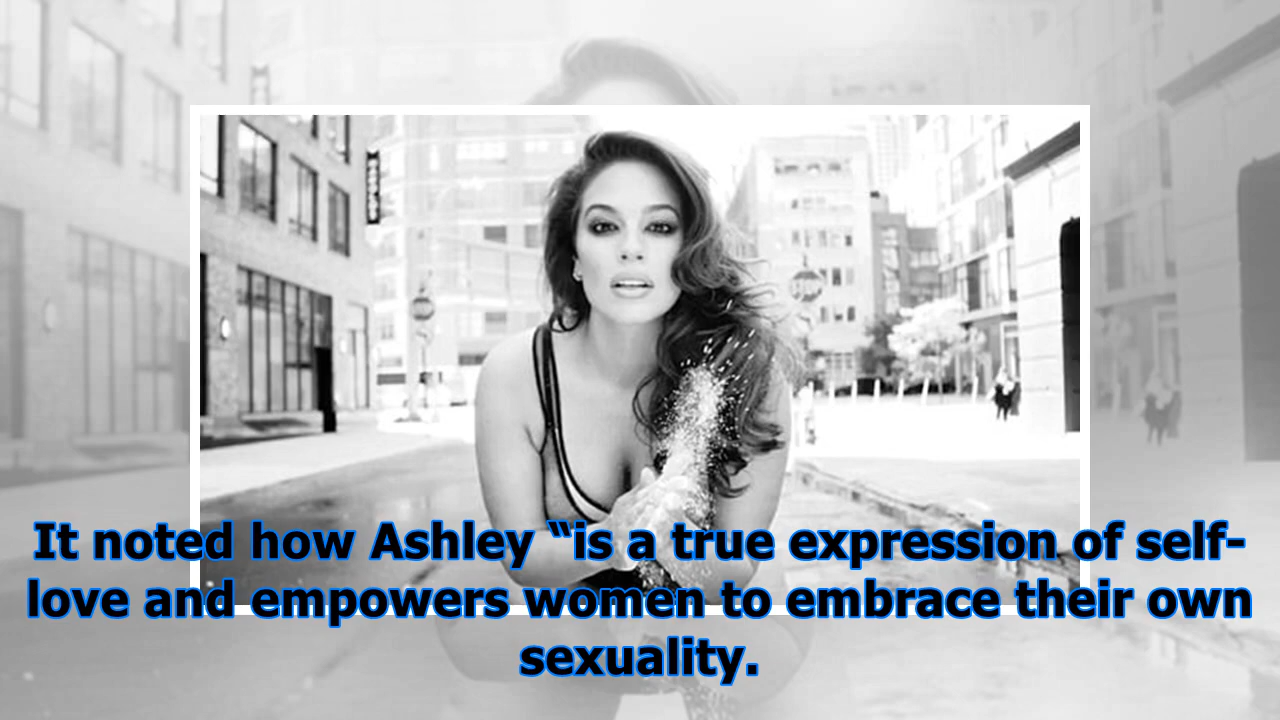 It noted how Ashley “is a true expression of self-
love and empowers women to embrace their own
sexuality.